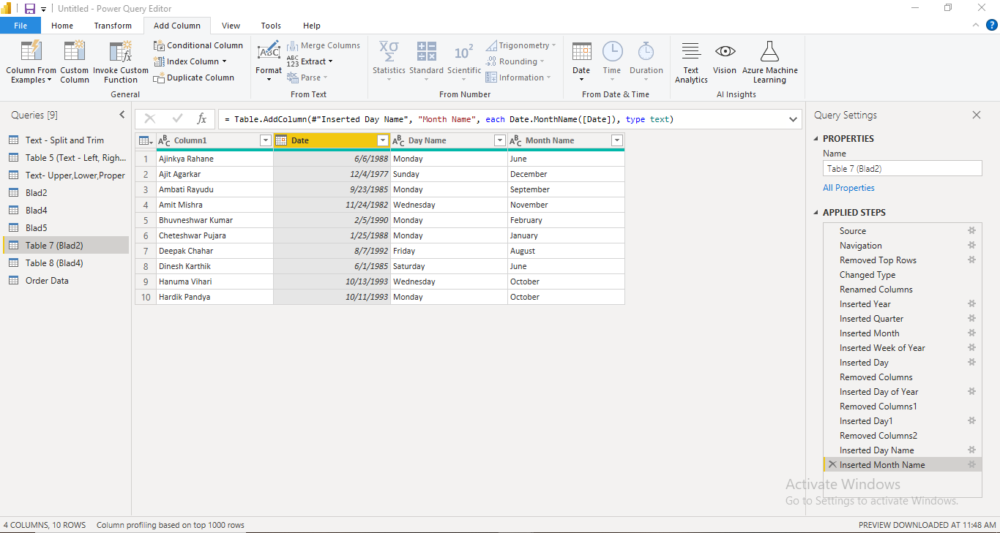 Untitled - Power Query Editor
File Home Transform Add Column View Tools Help ?
Column From Examples
Custom Column
Invoke Custom Function
Conditional Column
Index Column
Duplicate Column
General
ABC
Format
Merge Columns
ABC 123 Extract
abc Parse
From Text
Statistics
Standard
10² Scientific
Trigonometry
.00 Rounding
Information
From Number
Date
Time
Duration
From Date & Time
Text Analytics
Vision
Azure Machine Learning
AI Insights
Queries [9]
Text - Split and Trim
Table 5 (Text - Left, Righ...
Text- Upper,Lower,Proper
Blad2
Blad4
Blad5
Table 7 (Blad2)
Table 8 (Blad4)
Order Data
fx = Table.AddColumn(#"Inserted Day Name", "Month Name", each Date.MonthName([Date]), type text)
ABC Column1 Date ABC Day Name ABC Month Name
1 Ajinkya Rahane 6/6/1988 Monday June
2 Ajit Agarkar 12/4/1977 Sunday December
3 Ambati Rayudu 9/23/1985 Monday September
4 Amit Mishra 11/24/1982 Wednesday November
5 Bhuvneshwar Kumar 2/5/1990 Monday February
6 Cheteshwar Pujara 1/25/1988 Monday January
7 Deepak Chahar 8/7/1992 Friday August
8 Dinesh Karthik 6/1/1985 Saturday June
9 Hanuma Vihari 10/13/1993 Wednesday October
10 Hardik Pandya 10/11/1993 Monday October
Query Settings
PROPERTIES
Name
Table 7 (Blad2)
All Properties
APPLIED STEPS
Source
Navigation
Removed Top Rows
Changed Type
Renamed Columns
Inserted Year
Inserted Quarter
Inserted Month
Inserted Week of Year
Inserted Day
Removed Columns
Inserted Day of Year
Removed Columns1
Inserted Day1
Removed Columns2
Inserted Day Name
Inserted Month Name
Activate Windows
Go to Settings to activate Windows.
4 COLUMNS, 10 ROWS Column profiling based on top 1000 rows
PREVIEW DOWNLOADED AT 11:48 AM